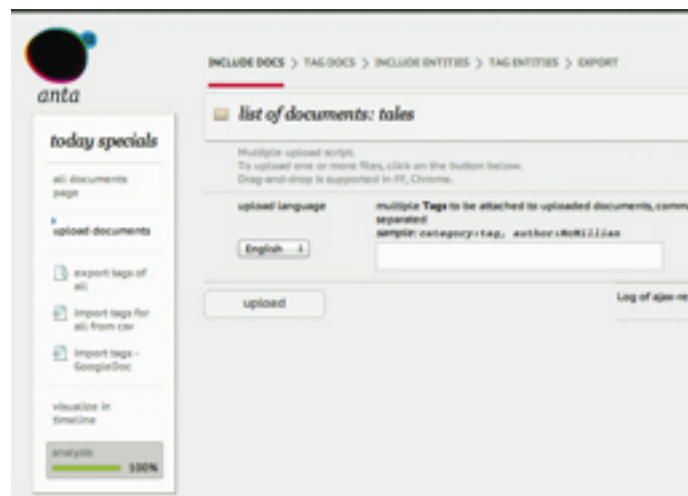 anta
INCLUDE DOCS > TAG DOCS > INCLUDE ENTITIES > TAG ENTITIES > EXPORT
list of documents: tales
today specials
all documents
page
upload documents
export tags of
all
import tags for
all from csv
import tags -
GoogleDoc
visualize in
timeline
analysis
100%
Multiple upload script.
To upload one or more files, click on the button below.
Drag-and-drop is supported in FF, Chrome.
upload language
English
multiple Tags to be attached to uploaded documents, comm
separated
sample: category:tag, author:McMillian
upload
Log of ajax-re